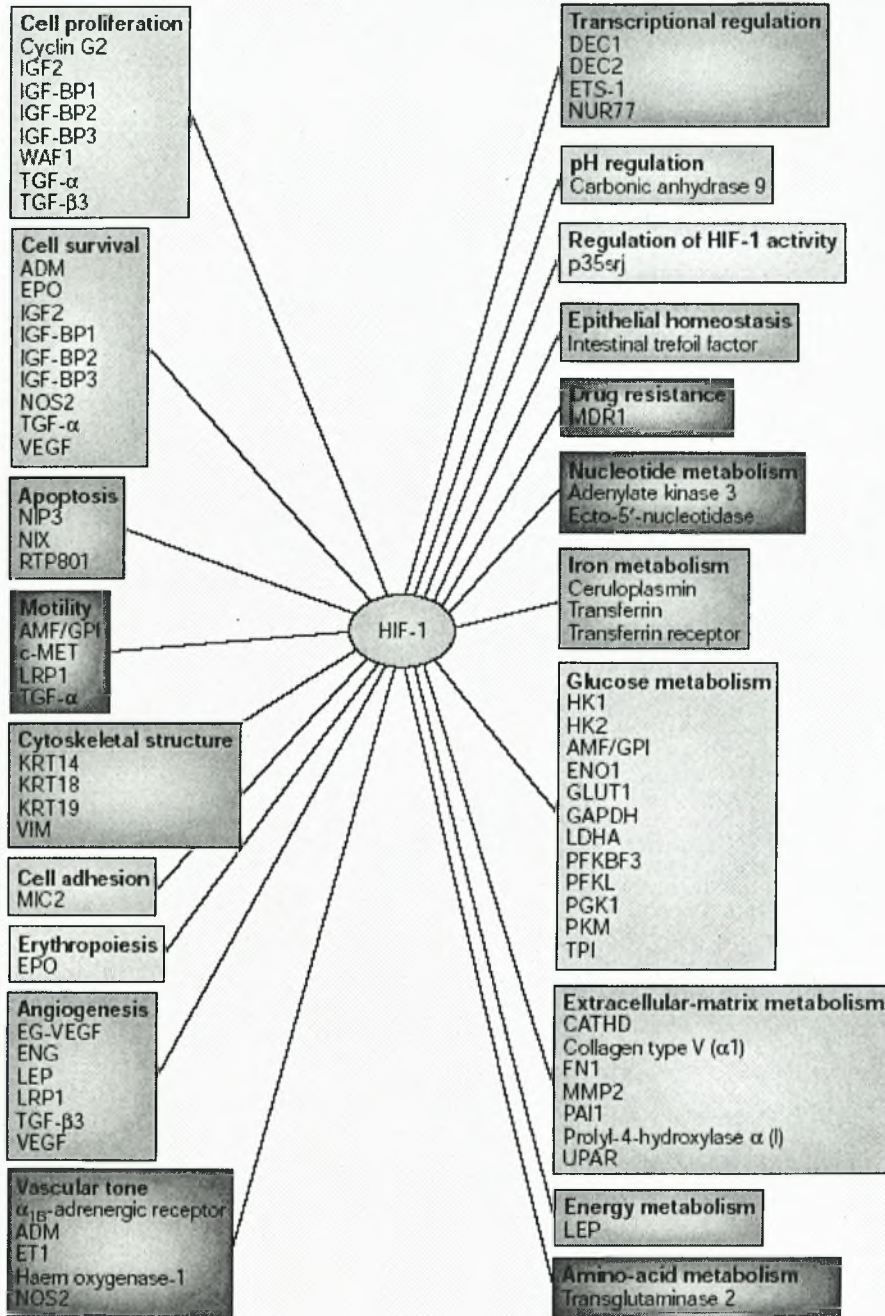 Cell proliferation
Cyclin G2
IGF2
IGF-BP1
IGF-BP2
IGF-BP3
WAF1
TGF-α
TGF-β3
Cell survival
ADM
EPO
IGF2
IGF-BP1
IGF-BP2
IGF-BP3
NOS2
TGF-α
VEGF
Apoptosis
NIP3
NIX
RTP801
Motility
AMF/GPI
c-MET
LRP1
TGF-α
Cytoskeletal structure
KRT14
KRT18
KRT19
VIM
Cell adhesion
MIC2
Erythropoiesis
EPO
Angiogenesis
EG-VEGF
ENG
LEP
LRP1
TGF-β3
VEGF
Vascular tone
α1B-adrenergic receptor
ADM
ET1
Haem oxygenase-1
NOS2
HIF-1
Transcriptional regulation
DEC1
DEC2
ETS-1
NUR77
pH regulation
Carbonic anhydrase 9
Regulation of HIF-1 activity
p35srj
Epithelial homeostasis
Intestinal trefoil factor
Drug resistance
MDR1
Nucleotide metabolism
Adenylate kinase 3
Ecto-5′-nucleotidase
Iron metabolism
Ceruloplasmin
Transferrin
Transferrin receptor
Glucose metabolism
HK1
HK2
AMF/GPI
ENO1
GLUT1
GAPDH
LDHA
PFKBF3
PFKL
PGK1
PKM
TPI
Extracellular-matrix metabolism
CATHD
Collagen type V (α1)
FN1
MMP2
PAI1
Prolyl-4-hydroxylase α (I)
UPAR
Energy metabolism
LEP
Amino-acid metabolism
Transglutaminase 2